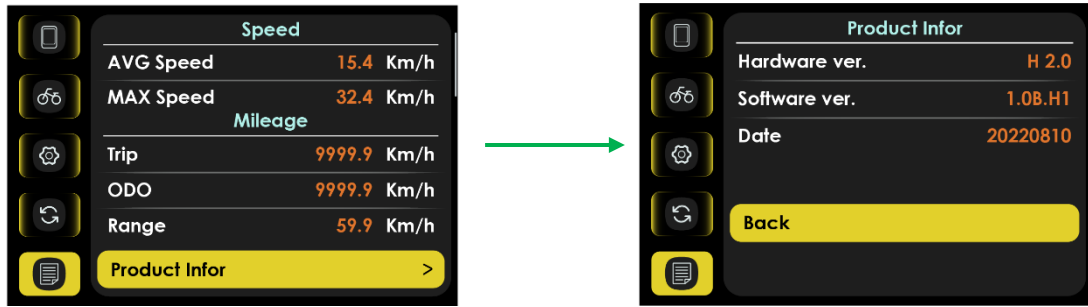 Speed
AVG Speed 15.4 Km/h
MAX Speed 32.4 Km/h
Mileage
Trip 9999.9 Km/h
ODO 9999.9 Km/h
Range 59.9 Km/h
Product Infor >
Product Infor
Hardware ver. H 2.0
Software ver. 1.0B.H1
Date 20220810
Back